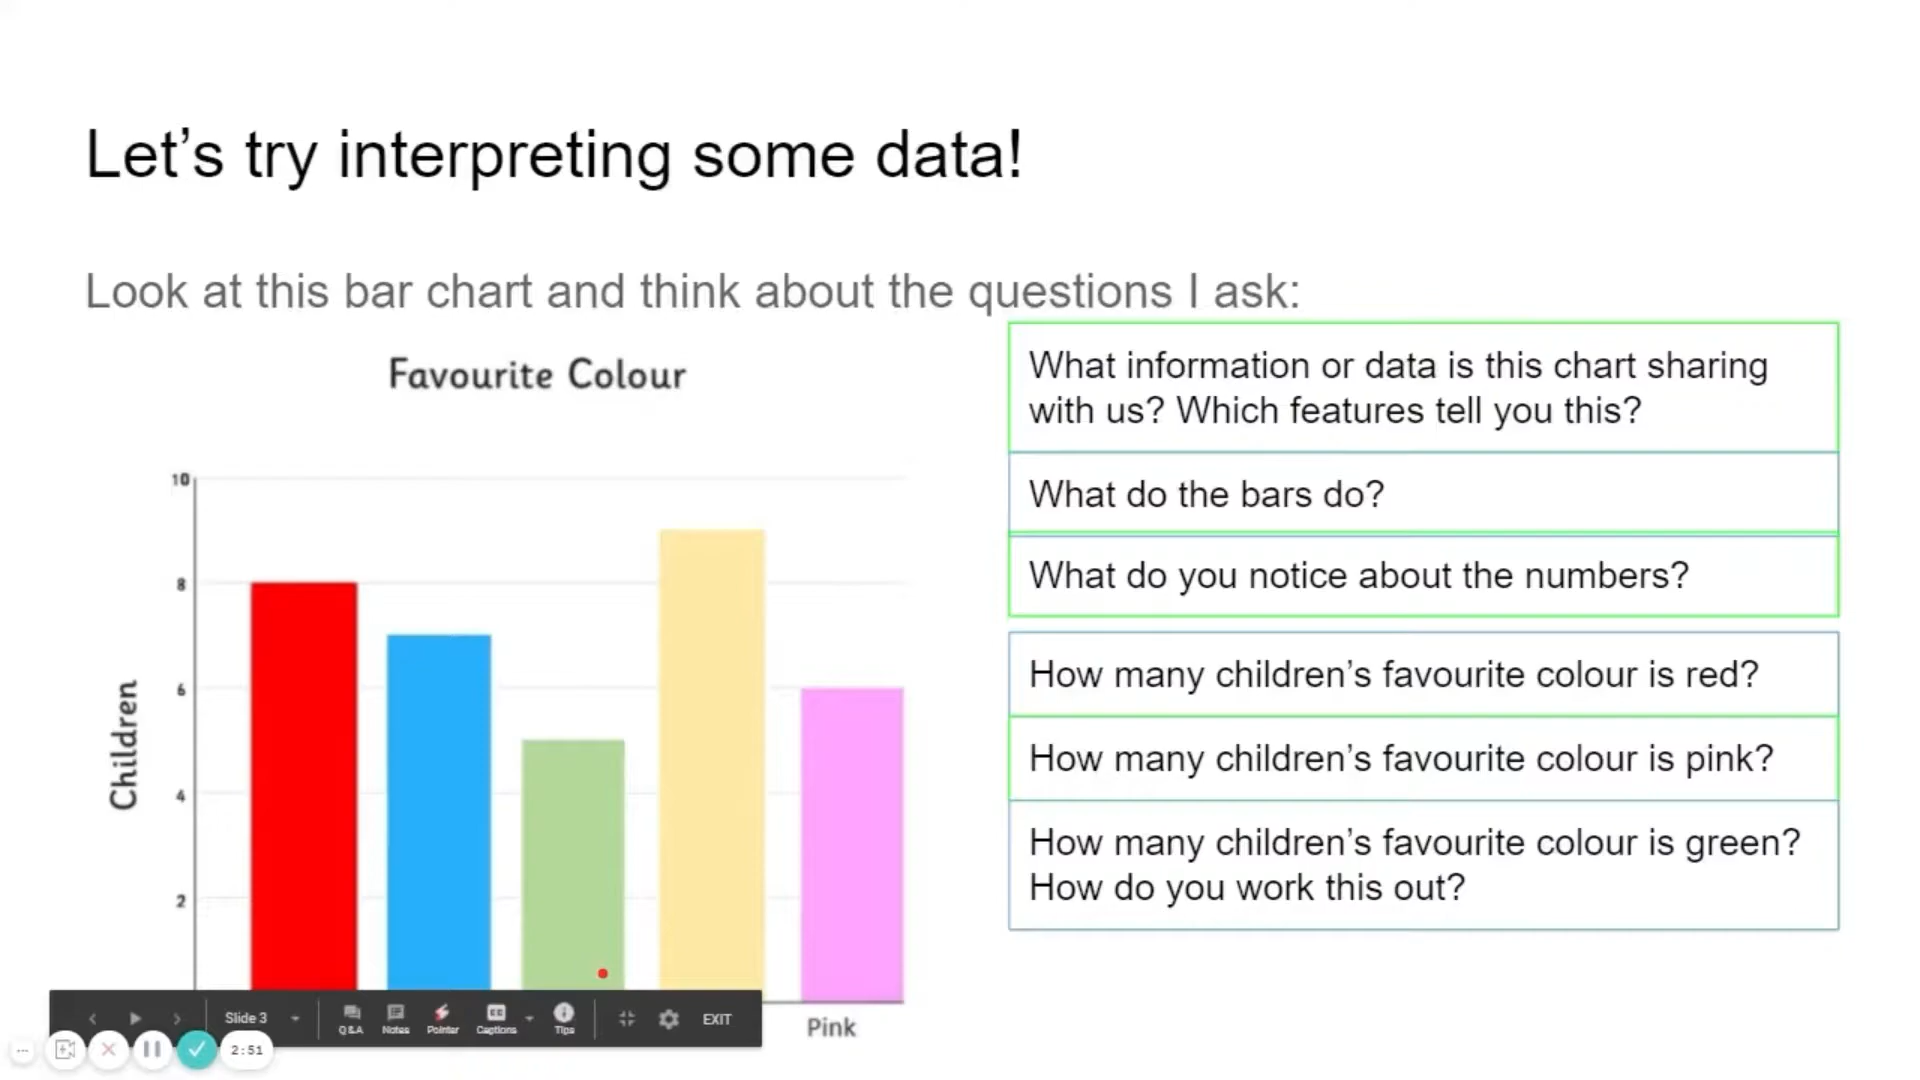 Let's try interpreting some data!
Look at this bar chart and think about the questions I ask:
Favourite Colour
10
8
6
4
2
Children
Pink
What information or data is this chart sharing
with us? Which features tell you this?
What do the bars do?
What do you notice about the numbers?
How many children's favourite colour is red?
How many children's favourite colour is pink?
How many children's favourite colour is green?
How do you work this out?
Slide 3
Q&A
Notes
Pointer
CC
Captions
Tips
EXIT
2:51